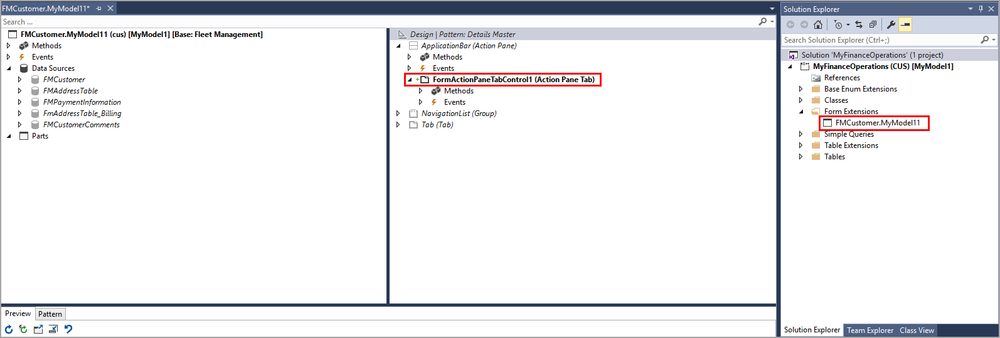 FMCustomer.MyModel11*
Search ...
FMCustomer.MyModel11 (cus) [MyModel1] [Base: Fleet Management]
Methods
Events
Data Sources
FMCustomer
FMAddressTable
FMPaymentInformation
FmAddressTable_Billing
FMCustomerComments
Parts
Design | Pattern: Details Master
ApplicationBar (Action Pane)
Methods
Events
FormActionPaneTabControl1 (Action Pane Tab)
Methods
Events
NavigationList (Group)
Tab (Tab)
Preview
Pattern
Solution Explorer
Search Solution Explorer (Ctrl+;)
Solution 'MyFinanceOperations' (1 project)
MyFinanceOperations (CUS) [MyModel1]
References
Base Enum Extensions
Classes
Form Extensions
FMCustomer.MyModel11
Simple Queries
Table Extensions
Tables
Solution Explorer
Team Explorer
Class View